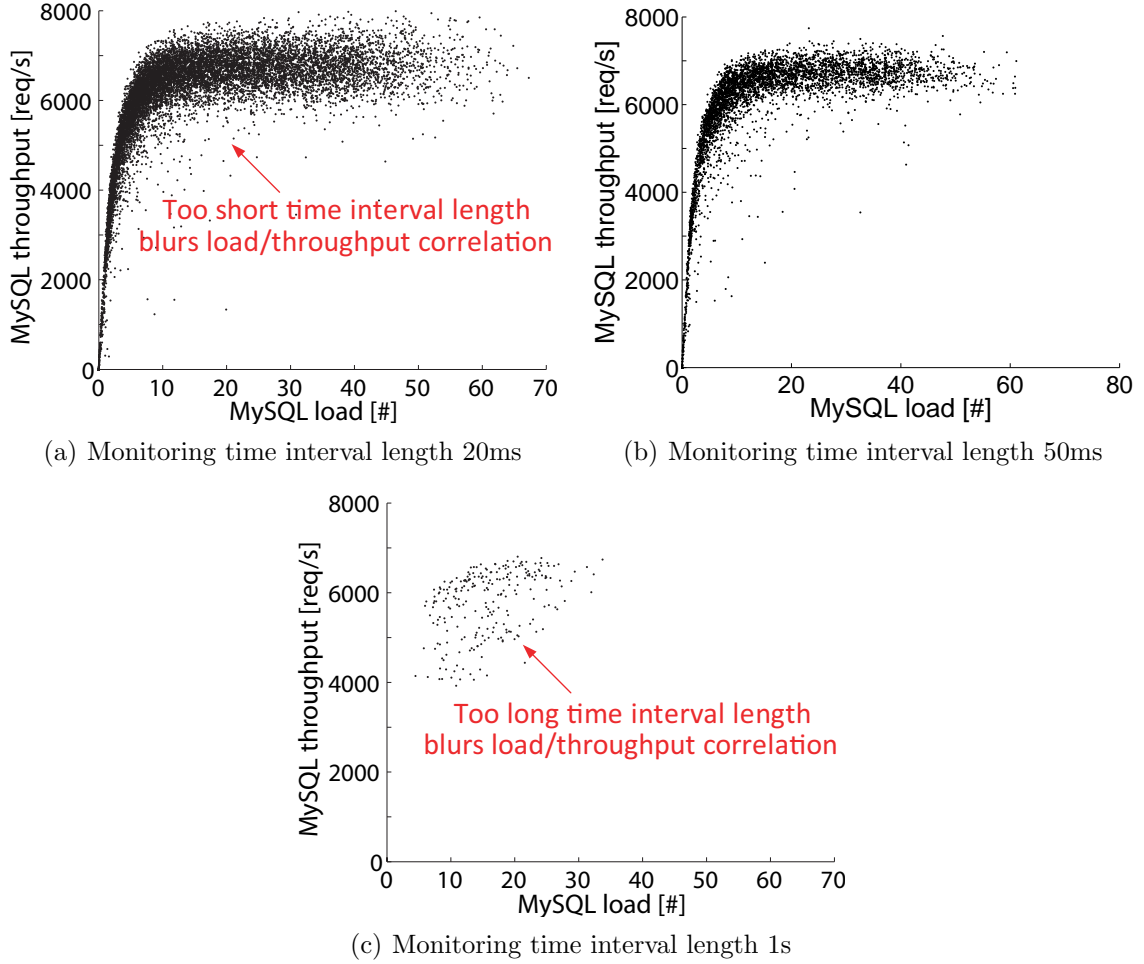 MySQL throughput [req/s]
8000
6000
4000
2000
0
0 10 20 30 40 50 60 70
MySQL load [#]
Too short time interval length
blurs load/throughput correlation
(a) Monitoring time interval length 20ms
MySQL throughput [req/s]
8000
6000
4000
2000
0
0 20 40 60 80
MySQL load [#]
(b) Monitoring time interval length 50ms
MySQL throughput [req/s]
8000
6000
4000
2000
0
0 10 20 30 40 50 60 70
MySQL load [#]
Too long time interval length
blurs load/throughput correlation
(c) Monitoring time interval length 1s